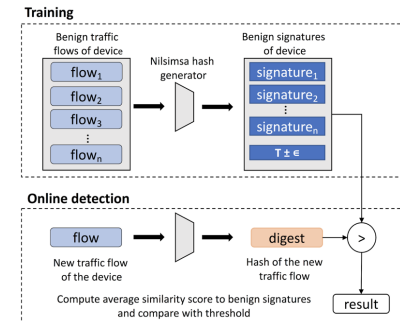 Training
Benign traffic
flows of device
Nilsimsa hash
generator
Benign signatures
of device
flow₁
flow₂
flow₃
⋮
flowₙ
signature₁
signature₂
⋮
signatureₙ
T ± ∈
Online detection
flow
digest
>
New traffic flow
of the device
Hash of the new
traffic flow
Compute average similarity score to benign signatures
and compare with threshold
result